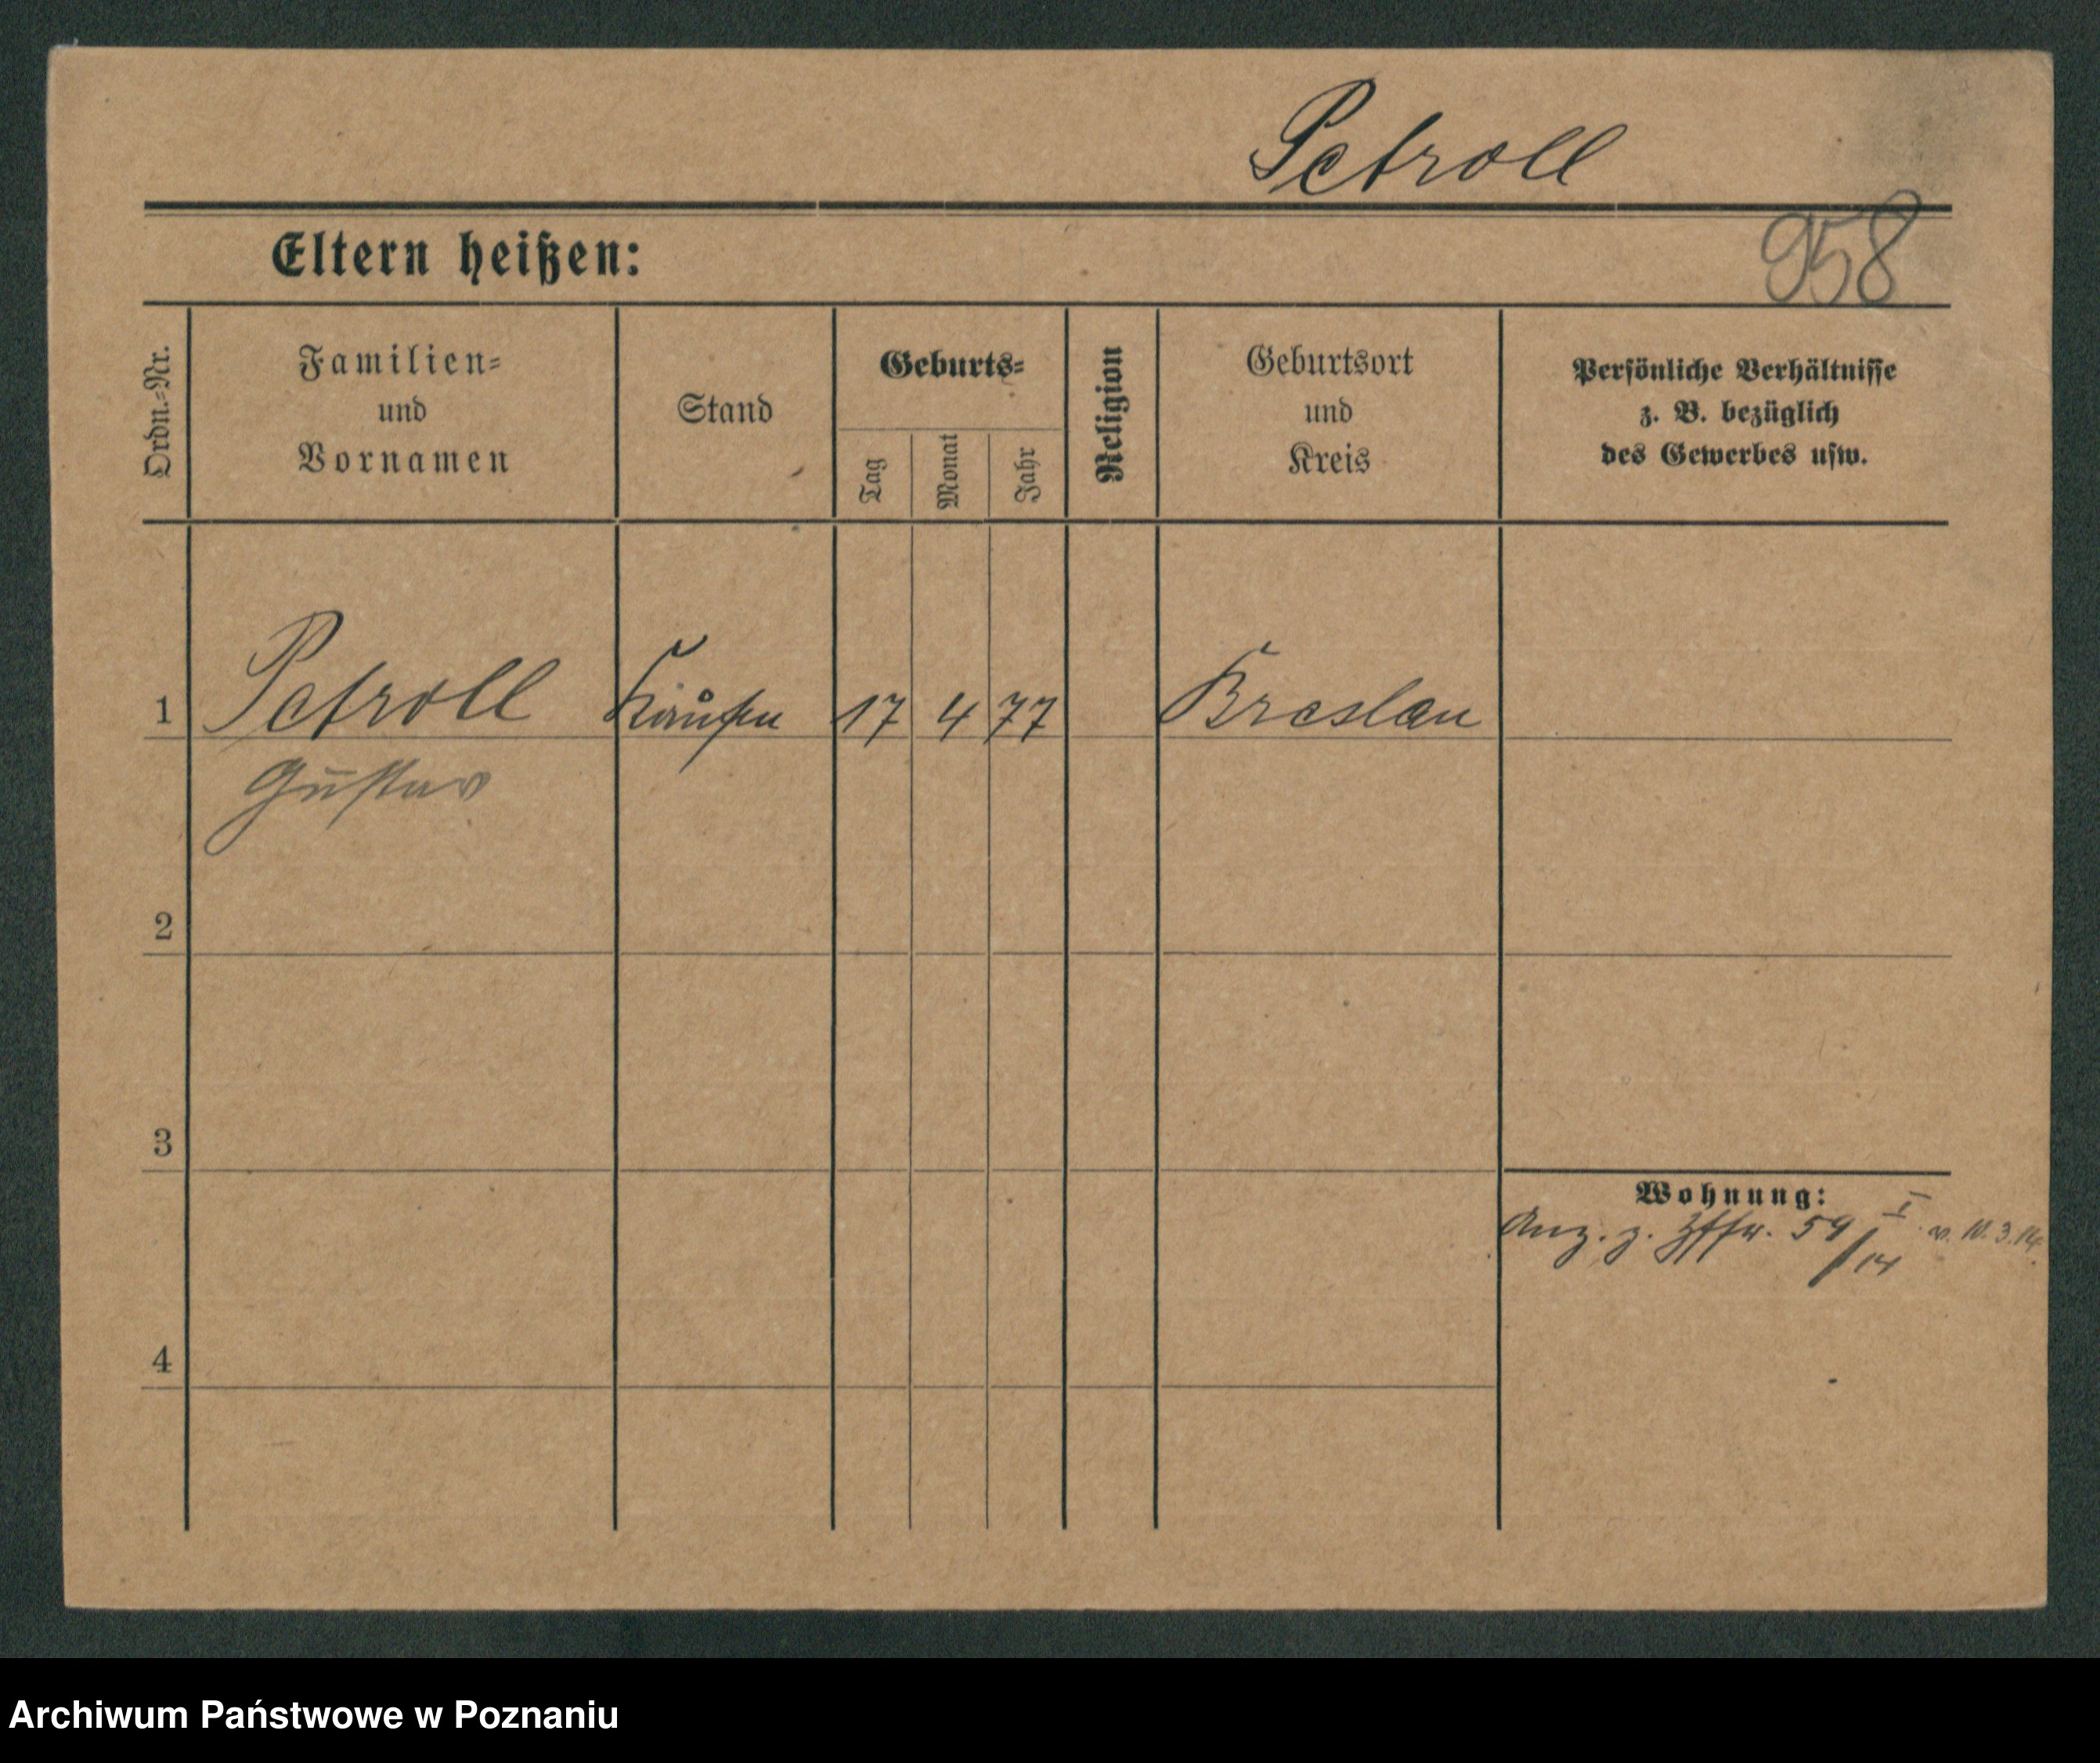 Petroll
958
Eltern heißen:
Ordn.=Nr.
Familien=
und
Vornamen
Stand
Geburts=
Tag
Monat
Jahr
Religion
Geburtsort
und
Kreis
Persönliche Verhältnisse
z. B. bezüglich
des Gewerbes usw.
1 Petroll 17 4 77 Breslau
Gustav
2
3
Wohnung:
Anz. z. 59 I
14
4
Archiwum Państwowe w Poznaniu